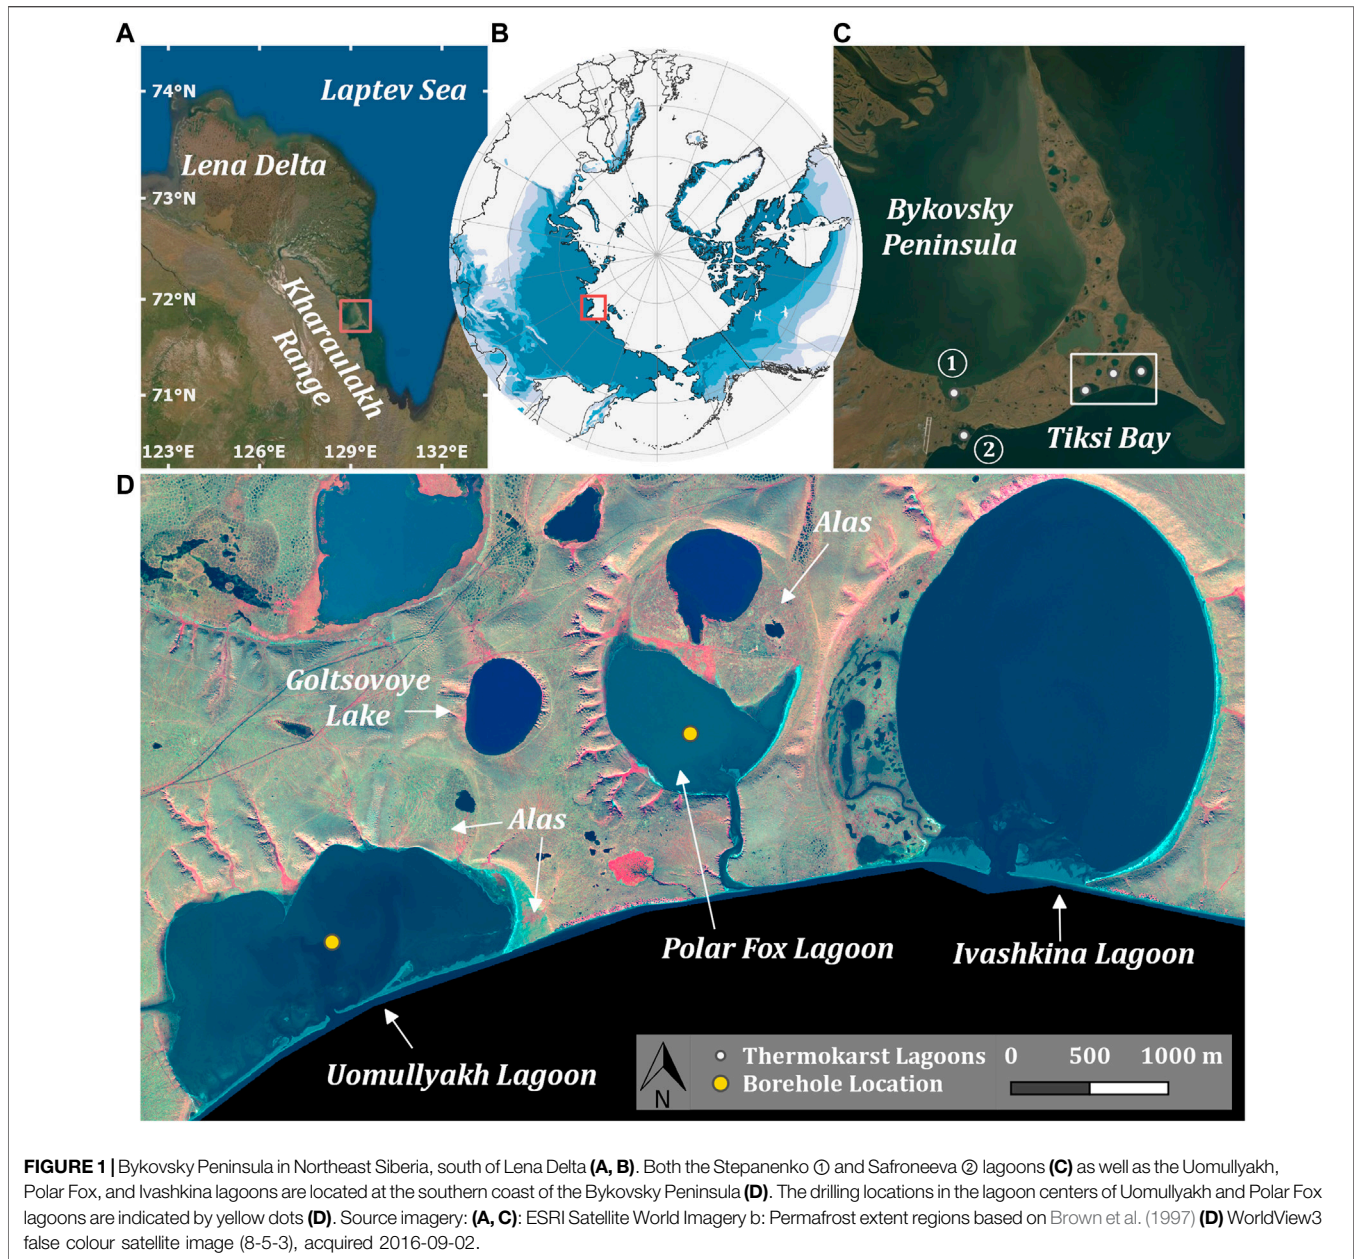 A
B
C
Laptev Sea
74°N
Lena Delta
73°N
72°N
Kharaulakh
Range
71°N
123°E
126°E
129°E
132°E
Bykovsky
Peninsula
①
②
Tiksi Bay
D
Alas
Goltsovoye
Lake
Alas
Polar Fox Lagoon
Ivashkina Lagoon
Uomullyakh Lagoon
N
Thermokarst Lagoons
Borehole Location
0 500 1000 m
FIGURE 1 | Bykovsky Peninsula in Northeast Siberia, south of Lena Delta (A, B). Both the Stepanenko ① and Safroneeva ② lagoons (C) as well as the Uomullyakh,
Polar Fox, and Ivashkina lagoons are located at the southern coast of the Bykovsky Peninsula (D). The drilling locations in the lagoon centers of Uomullyakh and Polar Fox
lagoons are indicated by yellow dots (D). Source imagery: (A, C): ESRI Satellite World Imagery b: Permafrost extent regions based on Brown et al. (1997) (D) WorldView3
false colour satellite image (8-5-3), acquired 2016-09-02.